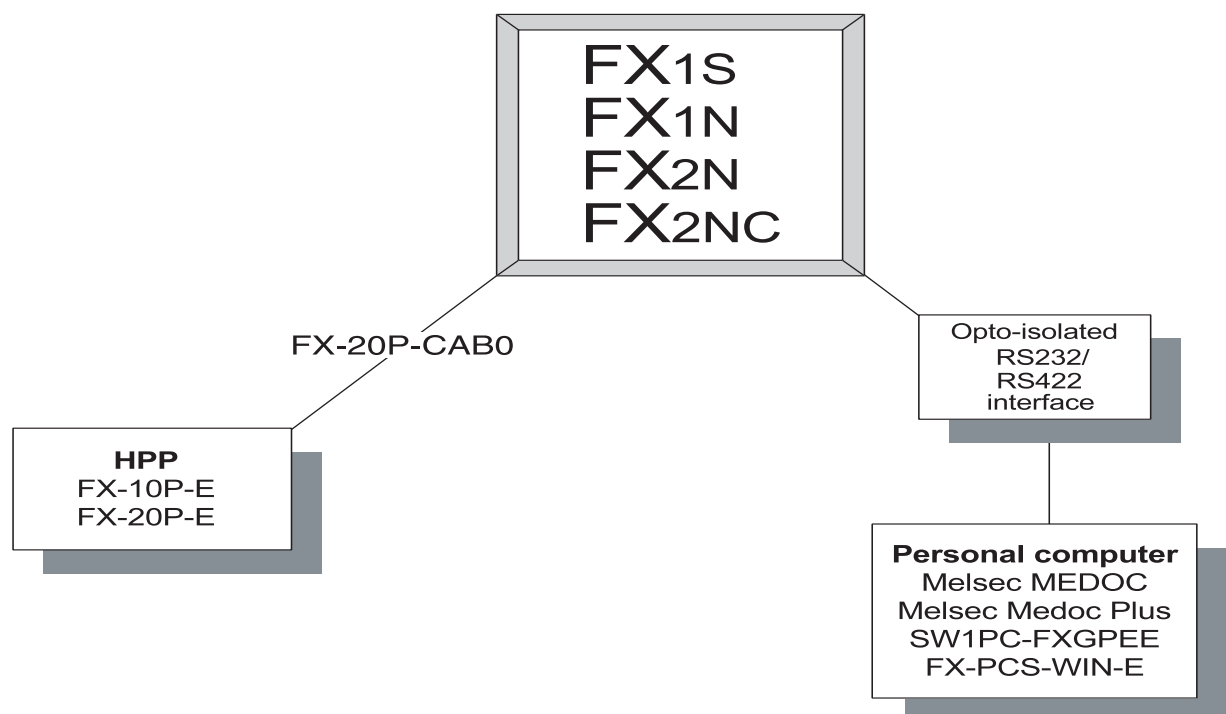 FX1S
FX1N
FX2N
FX2NC
FX-20P-CAB0
Opto-isolated
RS232/
RS422
interface
HPP
FX-10P-E
FX-20P-E
Personal computer
Melsec MEDOC
Melsec Medoc Plus
SW1PC-FXGPEE
FX-PCS-WIN-E